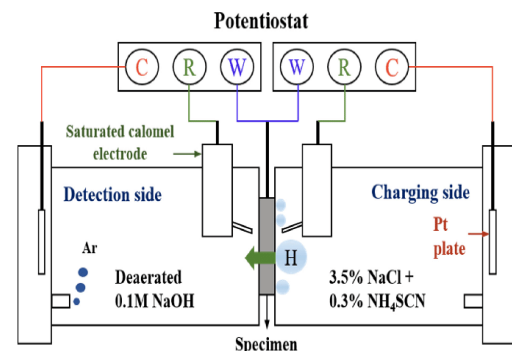 Potentiostat
C R W W R C
Saturated calomel
electrode
Detection side
Charging side
Ar
Pt
plate
H
Deaerated
0.1M NaOH
3.5% NaCl +
0.3% NH₄SCN
Specimen